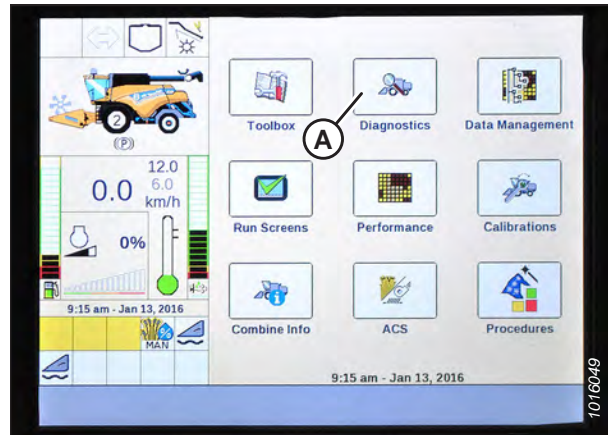 Toolbox
Diagnostics
Data Management
A
2
(P)
12.0
0.0 6.0
km/h
Run Screens
Performance
Calibrations
0%
9:15 am - Jan 13, 2016
MAN
%
Combine Info
ACS
Procedures
9:15 am - Jan 13, 2016
1016049